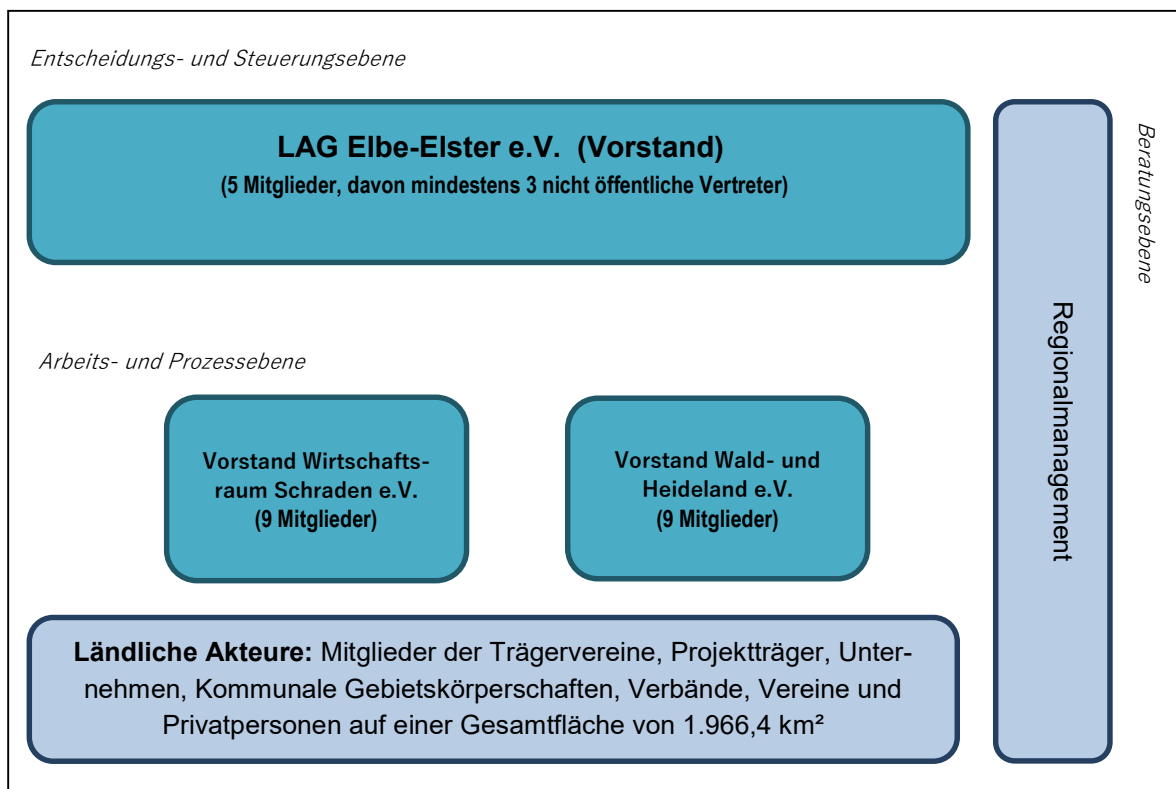 Entscheidungs- und Steuerungsebene
LAG Elbe-Elster e.V. (Vorstand)
(5 Mitglieder, davon mindestens 3 nicht öffentliche Vertreter)
Arbeits- und Prozessebene
Vorstand Wirtschafts-
raum Schraden e.V.
(9 Mitglieder)
Vorstand Wald- und
Heideland e.V.
(9 Mitglieder)
Ländliche Akteure: Mitglieder der Trägervereine, Projektträger, Unter-
nehmen, Kommunale Gebietskörperschaften, Verbände, Vereine und
Privatpersonen auf einer Gesamtfläche von 1.966,4 km²
Regionalmanagement
Beratungsebene